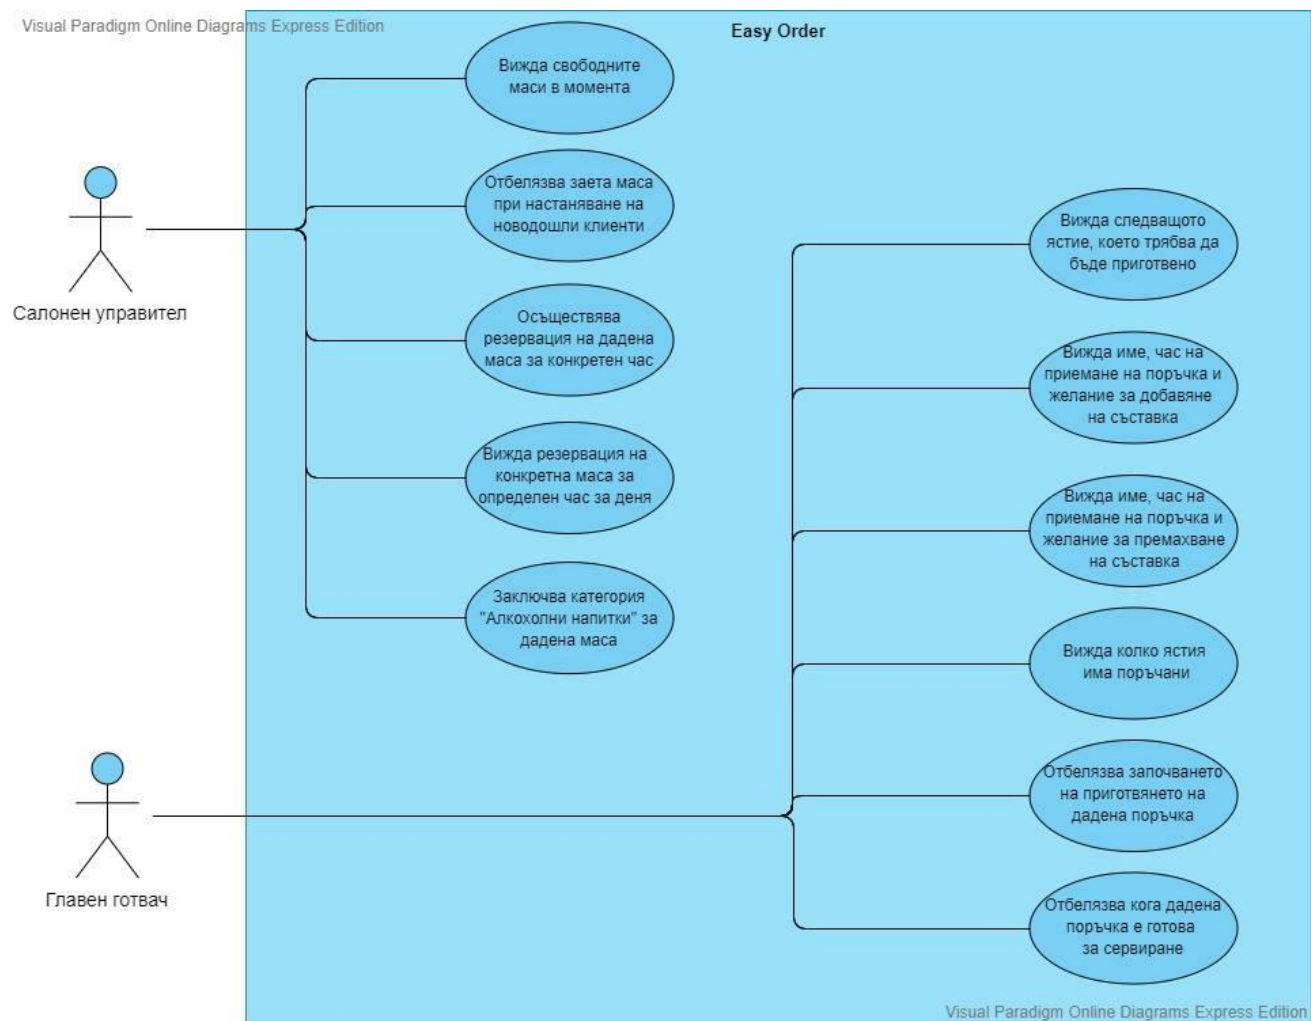 Visual Paradigm Online Diagrams Express Edition
Easy Order
Вижда свободните
маси в момента
Отбелязва заета маса
при настаняване на
новодошли клиенти
Осъществява
резервация на дадена
маса за конкретен час
Вижда резервация на
конкретна маса за
определен час за деня
Заключва категория
"Алкохолни напитки" за
дадена маса
Салонен управител
Вижда следващото
ястие, което трябва да
бъде приготвено
Вижда име, час на
приемане на поръчка и
желание за добавяне
на съставка
Вижда име, час на
приемане на поръчка и
желание за премахване
на съставка
Вижда колко ястия
има поръчани
Отбелязва започването
на приготвянето на
дадена поръчка
Отбелязва кога дадена
поръчка е готова
за сервиране
Главен готвач
Visual Paradigm Online Diagrams Express Edition